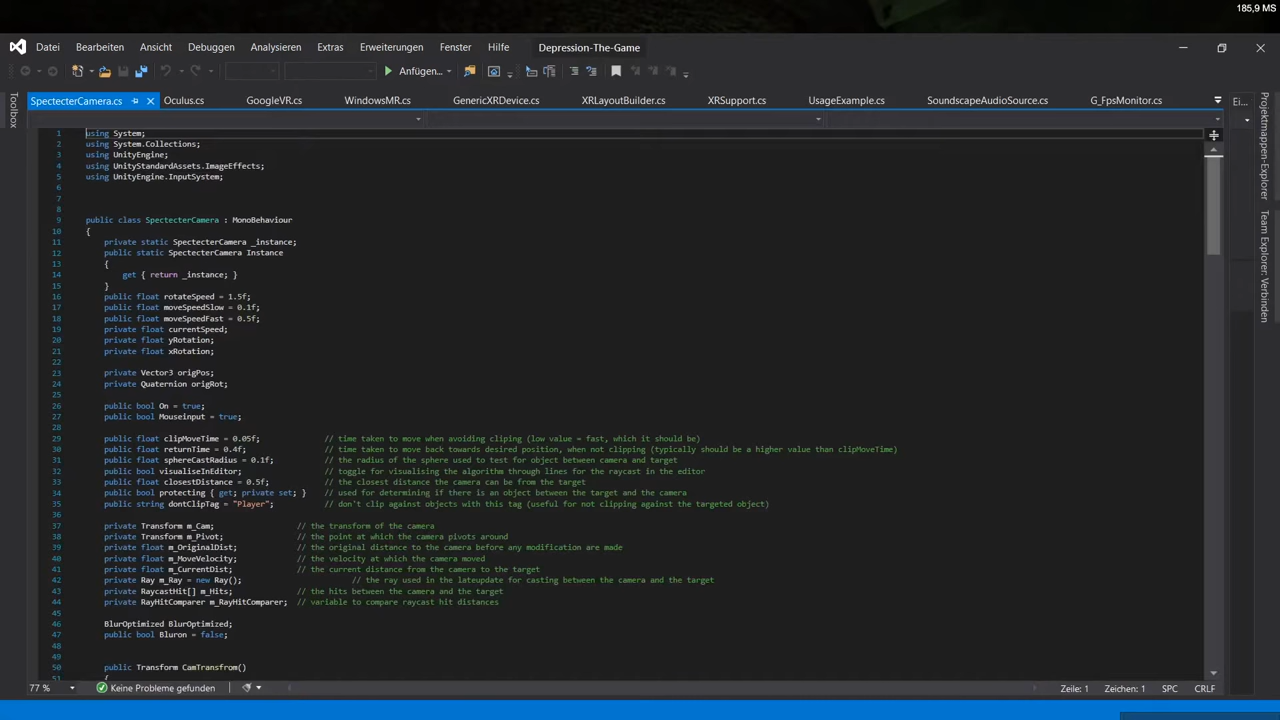 185,9 MS
Datei Bearbeiten Ansicht Debuggen Analysieren Extras Erweiterungen Fenster Hilfe Depression-The-Game
Anfügen...
SpectecterCamera.cs Oculus.cs GoogleVR.cs WindowsMR.cs GenericXRDevice.cs XRLayoutBuilder.cs XRSupport.cs UsageExample.cs SoundscapeAudioSource.cs G_FpsMonitor.cs Ei...
Toolbox
Projektmappen-Explorer
Team Explorer: Verbinden
1 using System;
2 using System.Collections;
3 using UnityEngine;
4 using UnityStandardAssets.ImageEffects;
5 using UnityEngine.InputSystem;
6
7
8
9 public class SpectecterCamera : MonoBehaviour
10 {
11 private static SpectecterCamera _instance;
12 public static SpectecterCamera Instance
13 {
14 get { return _instance; }
15 }
16 public float rotateSpeed = 1.5f;
17 public float moveSpeedSlow = 0.1f;
18 public float moveSpeedFast = 0.5f;
19 private float currentSpeed;
20 private float yRotation;
21 private float xRotation;
22
23 private Vector3 origPos;
24 private Quaternion origRot;
25
26 public bool On = true;
27 public bool Mouseinput = true;
28
29 public float clipMoveTime = 0.05f; // time taken to move when avoiding cliping (low value = fast, which it should be)
30 public float returnTime = 0.4f; // time taken to move back towards desired position, when not clipping (typically should be a higher value than clipMoveTime)
31 public float sphereCastRadius = 0.1f; // the radius of the sphere used to test for object between camera and target
32 public bool visualiseInEditor; // toggle for visualising the algorithm through lines for the raycast in the editor
33 public float closestDistance = 0.5f; // the closest distance the camera can be from the target
34 public bool protecting { get; private set; } // used for determining if there is an object between the target and the camera
35 public string dontClipTag = "Player"; // don't clip against objects with this tag (useful for not clipping against the targeted object)
36
37 private Transform m_Cam; // the transform of the camera
38 private Transform m_Pivot; // the point at which the camera pivots around
39 private float m_OriginalDist; // the original distance to the camera before any modification are made
40 private float m_MoveVelocity; // the velocity at which the camera moved
41 private float m_CurrentDist; // the current distance from the camera to the target
42 private Ray m_Ray = new Ray(); // the ray used in the lateupdate for casting between the camera and the target
43 private RaycastHit[] m_Hits; // the hits between the camera and the target
44 private RayHitComparer m_RayHitComparer; // variable to compare raycast hit distances
45
46 BlurOptimized BlurOptimized;
47 public bool Bluron = false;
48
49
50 public Transform CamTransfrom()
51 {
77 % Keine Probleme gefunden Zeile: 1 Zeichen: 1 SPC CRLF